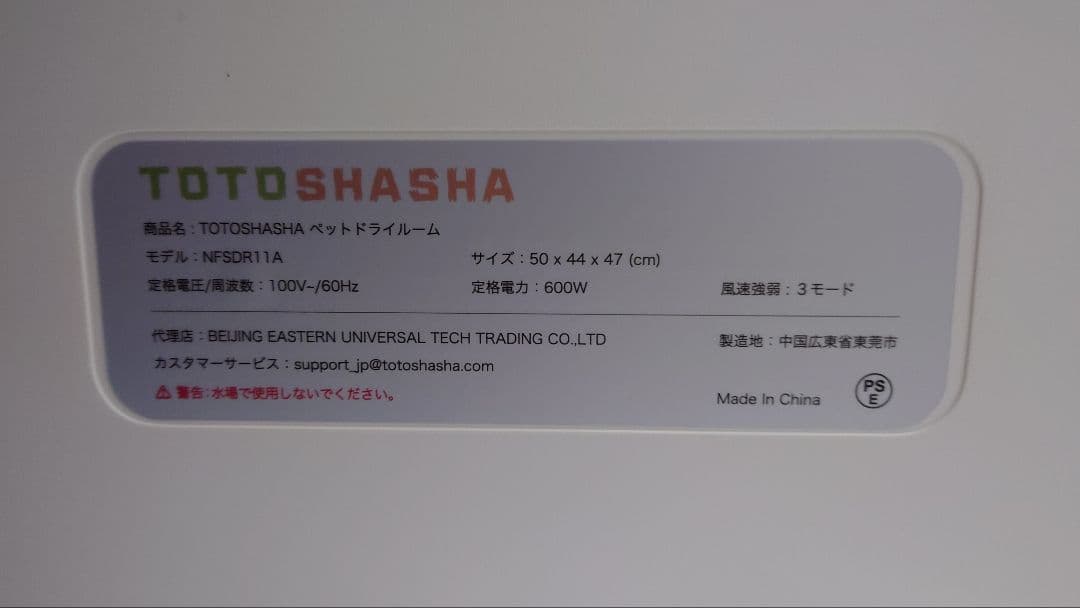 TOTOSHASHA
商品名：TOTOSHASHA ペットドライルーム
モデル：NFSDR11A サイズ：50 x 44 x 47 (cm)
定格電圧/周波数：100V~/60Hz 定格電力：600W 風速強弱：3モード
代理店：BEIJING EASTERN UNIVERSAL TECH TRADING CO.,LTD 製造地：中国広東省東莞市
カスタマーサービス：support_jp@totoshasha.com
⚠ 警告:水場で使用しないでください。 Made In China PSE